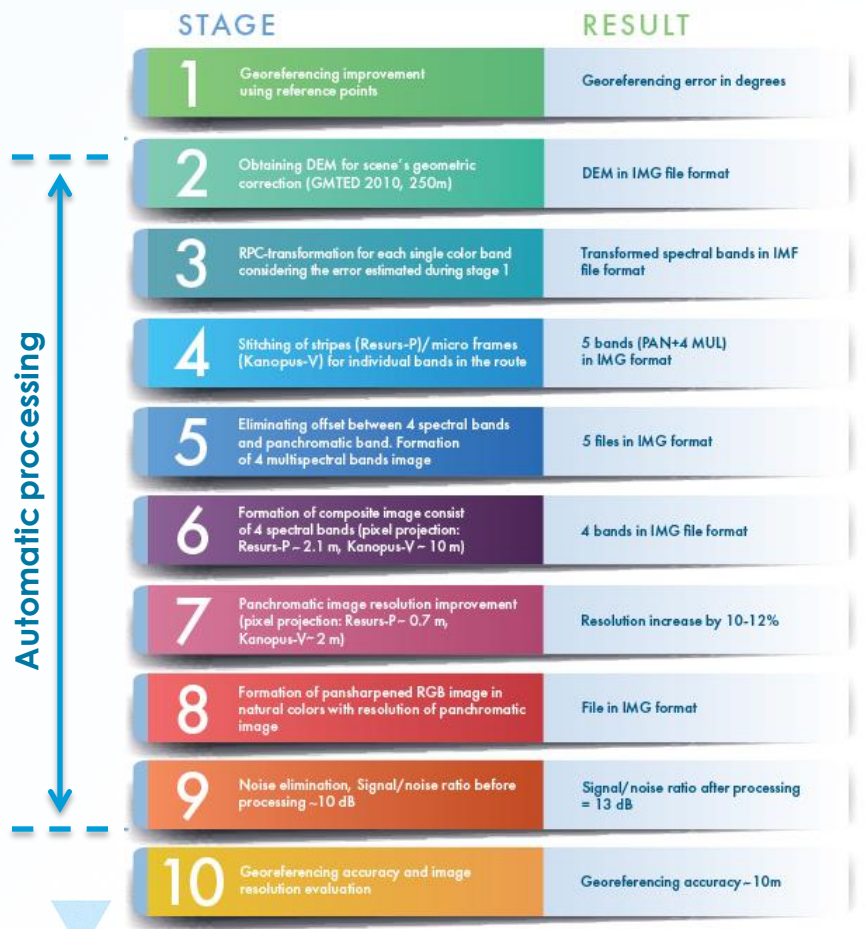 STAGE
RESULT
1
Georeferencing improvement
using reference points
Georeferencing error in degrees
Automatic processing
2
Obtaining DEM for scene's geometric
correction (GMTED 2010, 250m)
DEM in IMG file format
3
RPC-transformation for each single color band
considering the error estimated during stage 1
Transformed spectral bands in IMF
file format
4
Stitching of stripes (Resurs-P)/micro frames
(Kanopus-V) for individual bands in the route
5 bands (PAN+4 MUL)
in IMG format
5
Eliminating offset between 4 spectral bands
and panchromatic band. Formation
of 4 multispectral bands image
5 files in IMG format
6
Formation of composite image consist
of 4 spectral bands (pixel projection:
Resurs-P ~ 2.1 m, Kanopus-V ~ 10 m)
4 bands in IMG file format
7
Panchromatic image resolution improvement
(pixel projection: Resurs-P ~ 0.7 m,
Kanopus-V~ 2 m)
Resolution increase by 10-12%
8
Formation of pansharpened RGB image in
natural colors with resolution of panchromatic
image
File in IMG format
9
Noise elimination, Signal/noise ratio before
processing ~10 dB
Signal/noise ratio after processing
= 13 dB
10
Georeferencing accuracy and image
resolution evaluation
Georeferencing accuracy ~ 10m